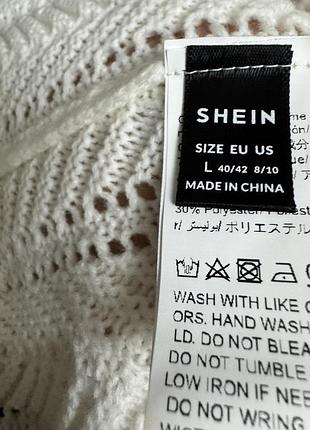 SHEIN
SIZE EU US
L 40/42 8/10
MADE IN CHINA
30% Polyester/
ポリエステル
WASH WITH LIKE C
ORS. HAND WASH
LD. DO NOT BLEA
DO NOT TUMBLE
LOW IRON IF NEE
DO NOT WRING